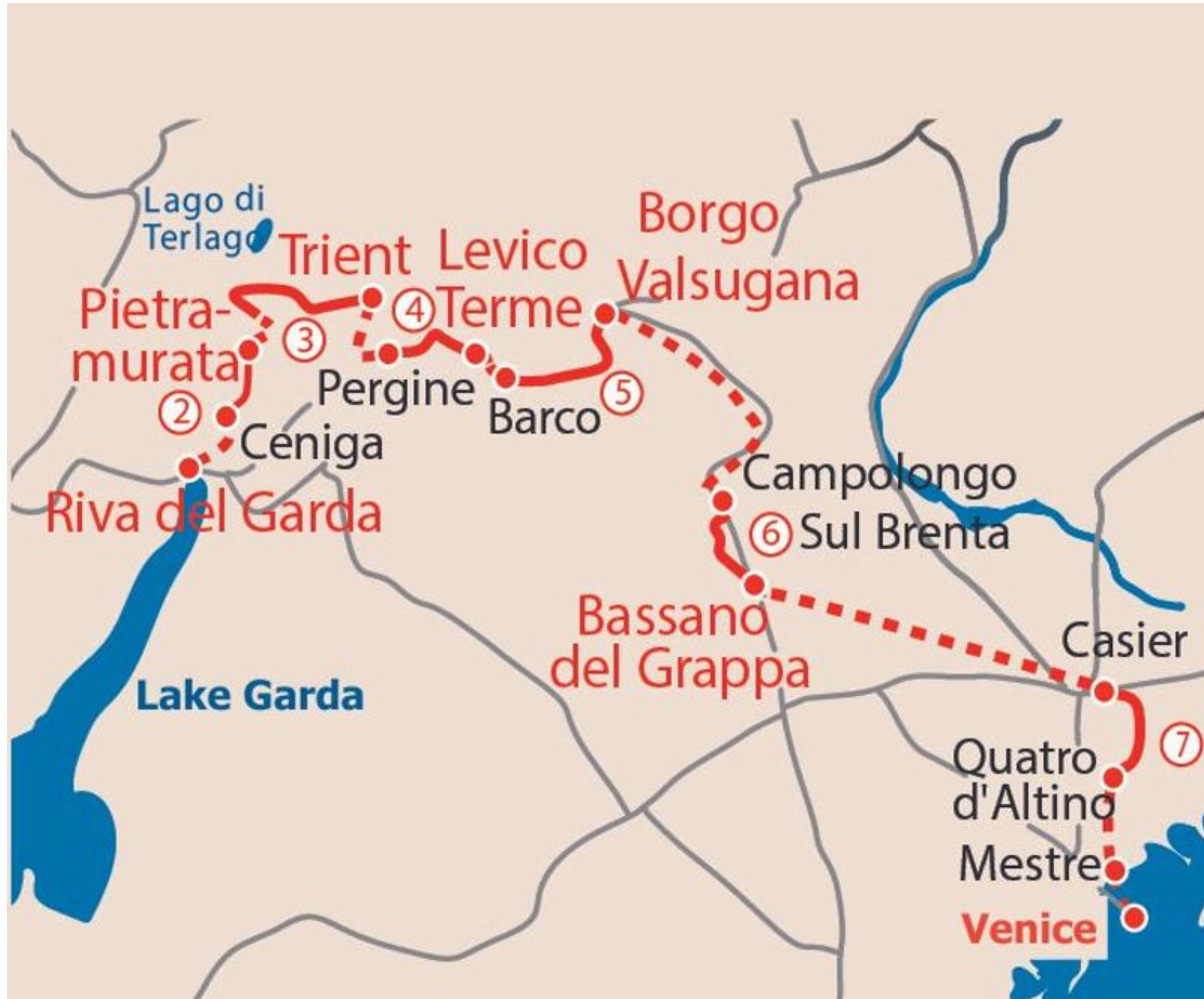 Lago di
Terlago
Borgo
Valsugana
Trient
Levico
Terme
4
Pietra-
murata
3
Pergine
Barco
5
2
Ceniga
Riva del Garda
Campolongo
Sul Brenta
6
Bassano
del Grappa
Casier
Lake Garda
7
Quatro
d'Altino
Mestre
Venice